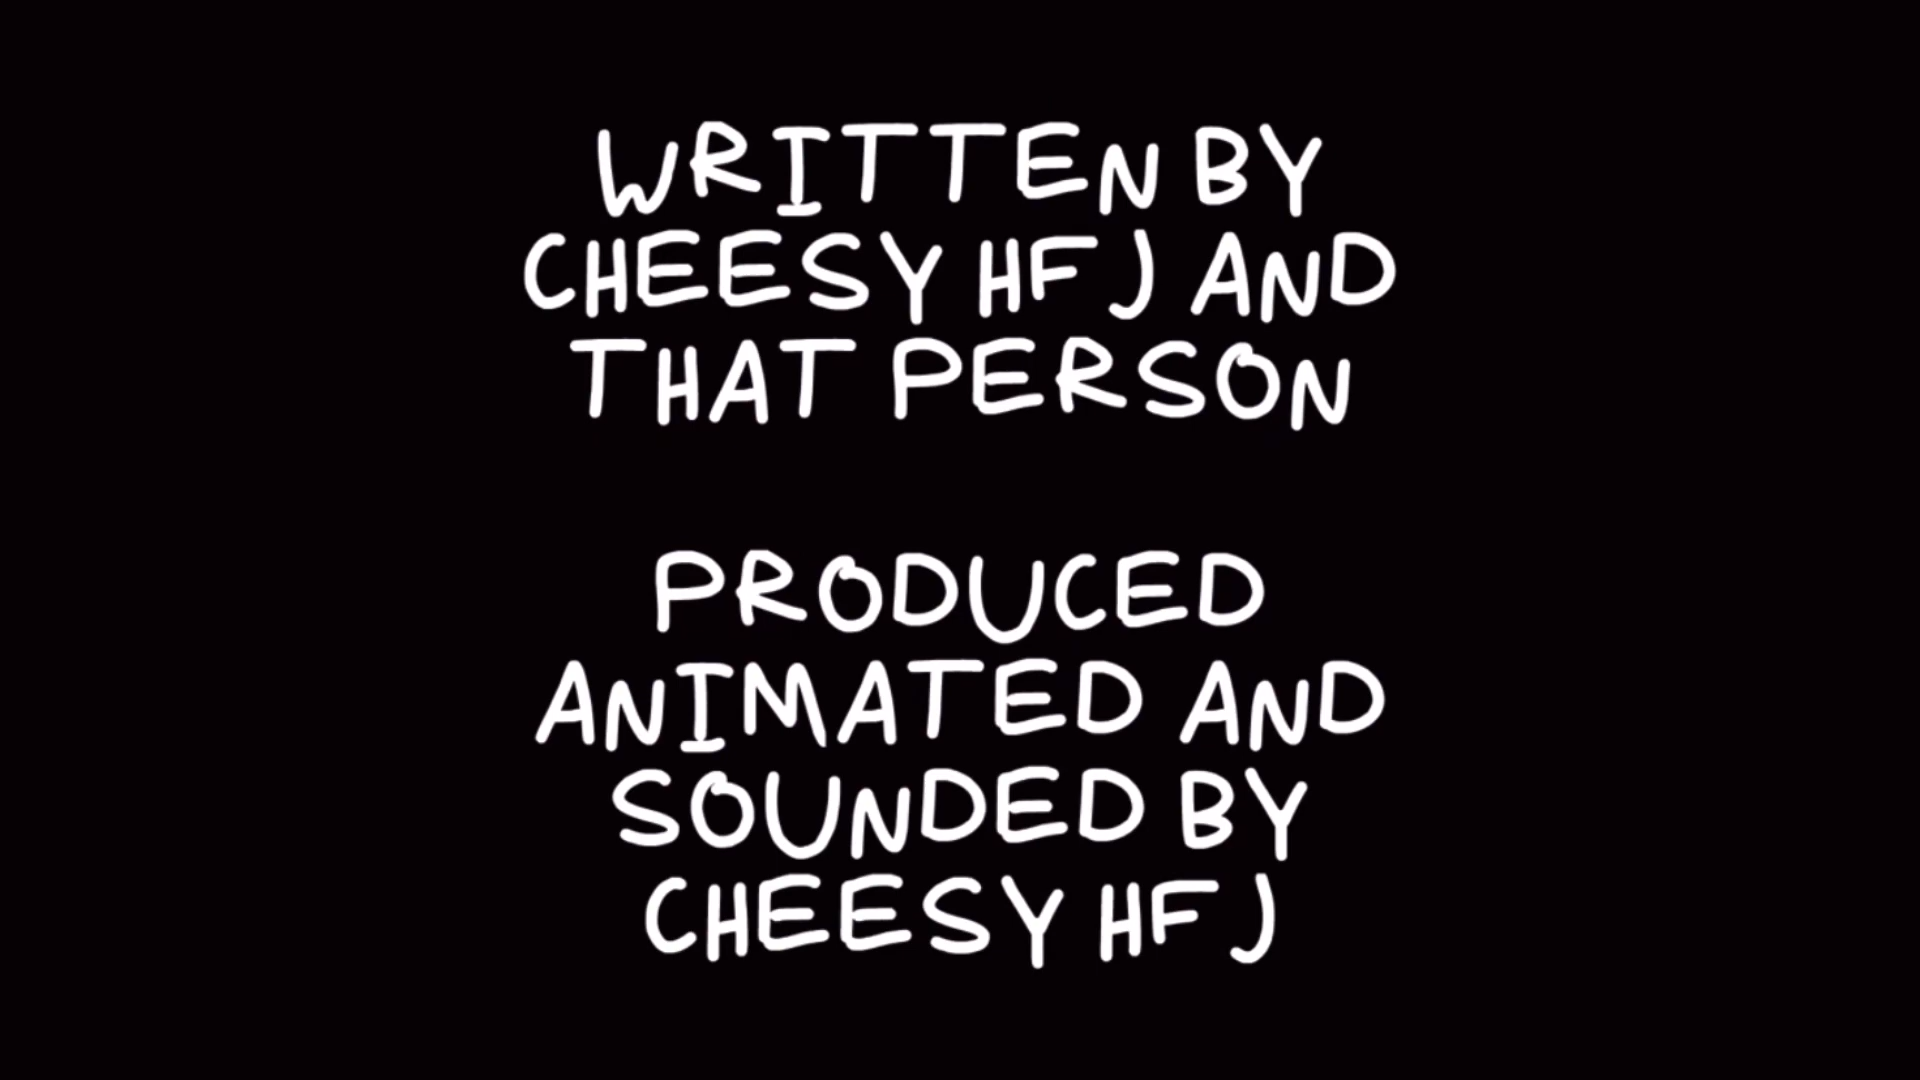 WRITTEN BY
CHEESY HFJ AND
THAT PERSON
PRODUCED
ANIMATED AND
SOUNDED BY
CHEESY HFJ